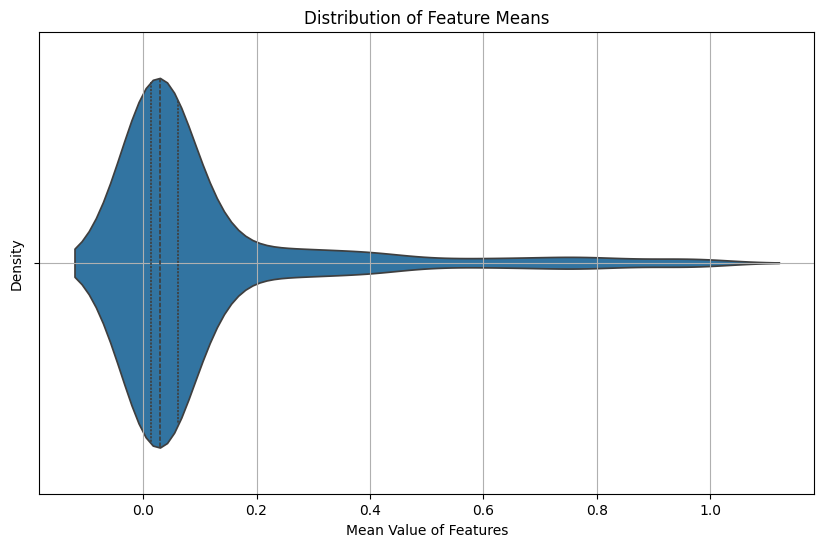 Distribution of Feature Means
Density
0.0 0.2 0.4 0.6 0.8 1.0
Mean Value of Features